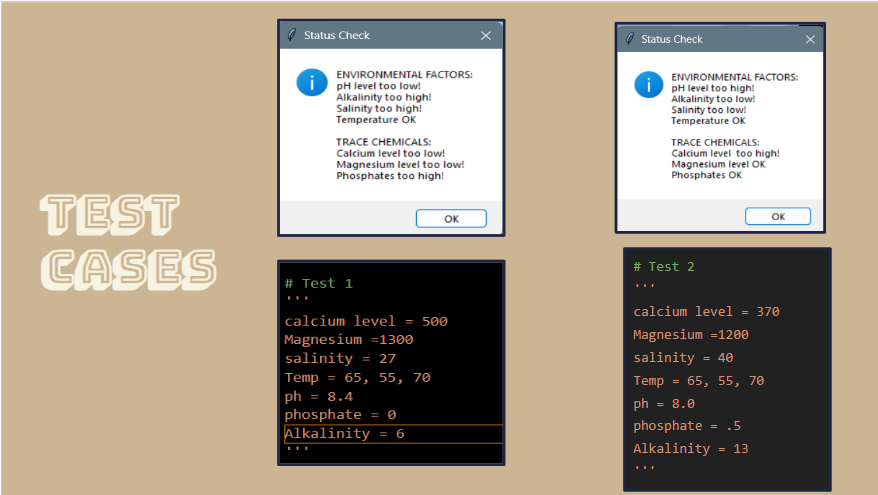 TEST
CASES
Status Check
ENVIRONMENTAL FACTORS:
pH level too low!
Alkalinity too high!
Salinity too high!
Temperature OK
TRACE CHEMICALS:
Calcium level too low!
Magnesium level too low!
Phosphates too high!
OK
# Test 1
'''
calcium level = 500
Magnesium =1300
salinity = 27
Temp = 65, 55, 70
ph = 8.4
phosphate = 0
Alkalinity = 6
'''
Status Check
ENVIRONMENTAL FACTORS:
pH level too high!
Alkalinity too low!
Salinity too low!
Temperature OK
TRACE CHEMICALS:
Calcium level  too high!
Magnesium level OK
Phosphates OK
OK
# Test 2
'''
calcium level = 370
Magnesium =1200
salinity = 40
Temp = 65, 55, 70
ph = 8.0
phosphate = .5
Alkalinity = 13
'''